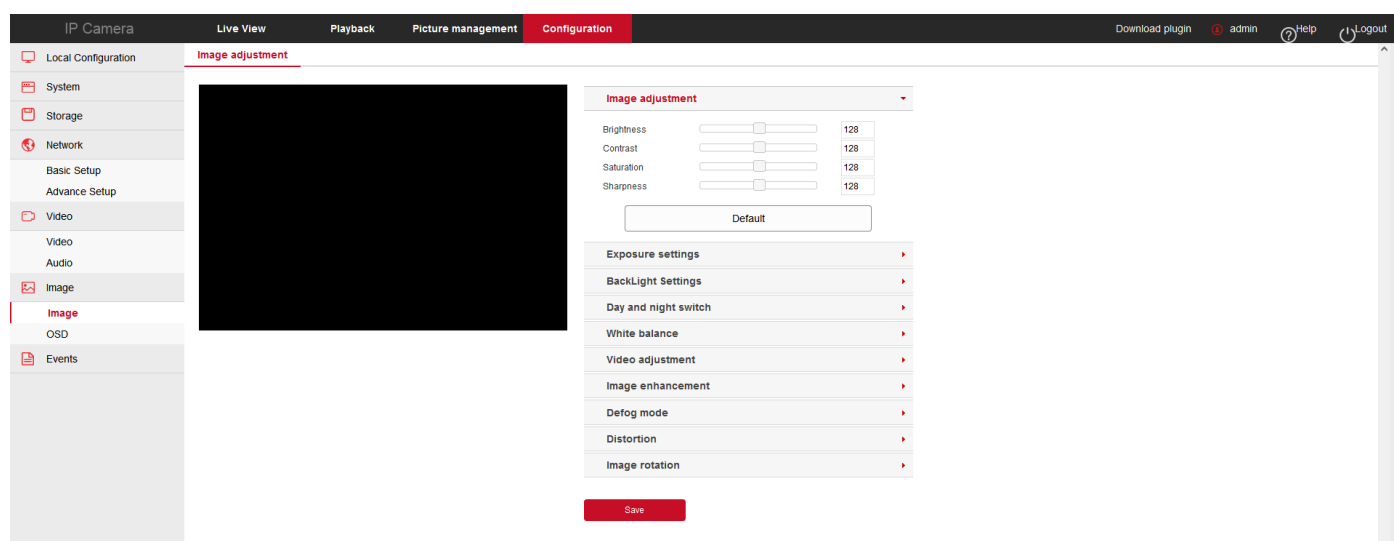 IP Camera
Live View
Playback
Picture management
Configuration
Download plugin
admin
Help
Logout
Local Configuration
System
Storage
Network
Basic Setup
Advance Setup
Video
Video
Audio
Image
Image
OSD
Events
Image adjustment
Image adjustment
Brightness 128
Contrast 128
Saturation 128
Sharpness 128
Default
Exposure settings
BackLight Settings
Day and night switch
White balance
Video adjustment
Image enhancement
Defog mode
Distortion
Image rotation
Save